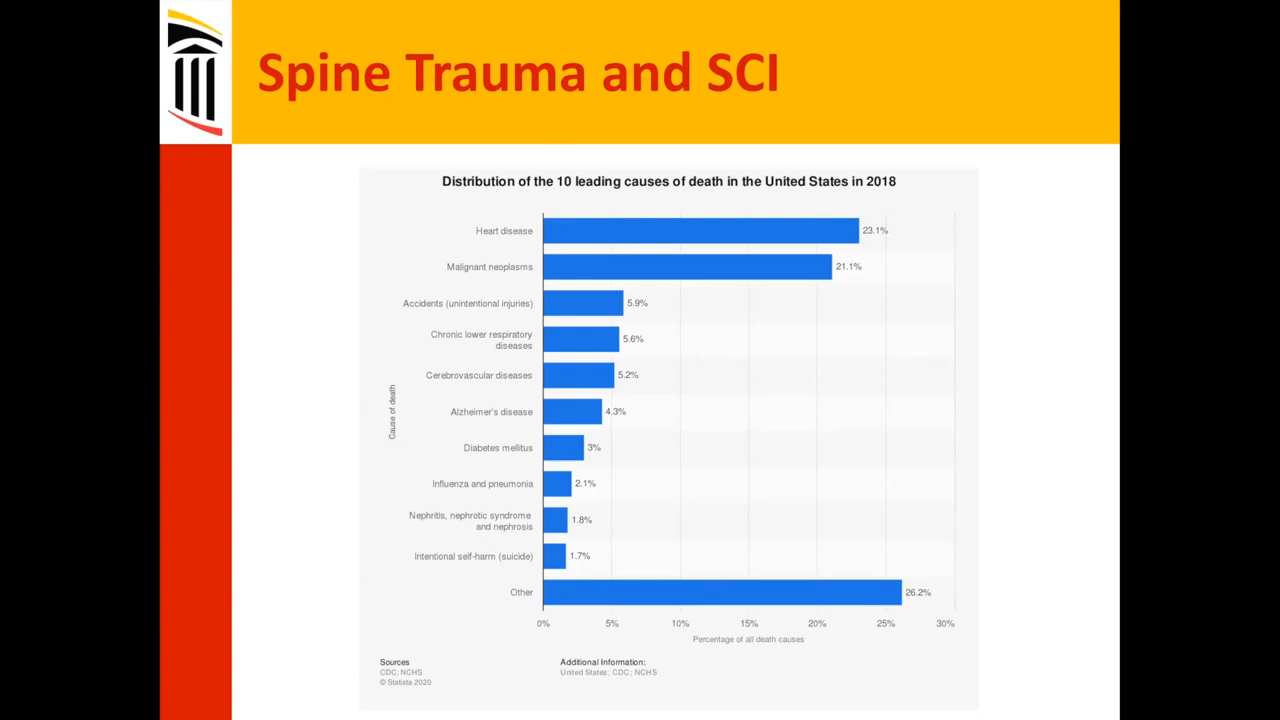 Spine Trauma and SCI
Distribution of the 10 leading causes of death in the United States in 2018
Cause of death
Heart disease 23.1%
Malignant neoplasms 21.1%
Accidents (unintentional injuries) 5.9%
Chronic lower respiratory
diseases 5.6%
Cerebrovascular diseases 5.2%
Alzheimer's disease 4.3%
Diabetes mellitus 3%
Influenza and pneumonia 2.1%
Nephritis, nephrotic syndrome
and nephrosis 1.8%
Intentional self-harm (suicide) 1.7%
Other 26.2%
0% 5% 10% 15% 20% 25% 30%
Percentage of all death causes
Sources
CDC; NCHS
© Statista 2020
Additional Information:
United States; CDC; NCHS